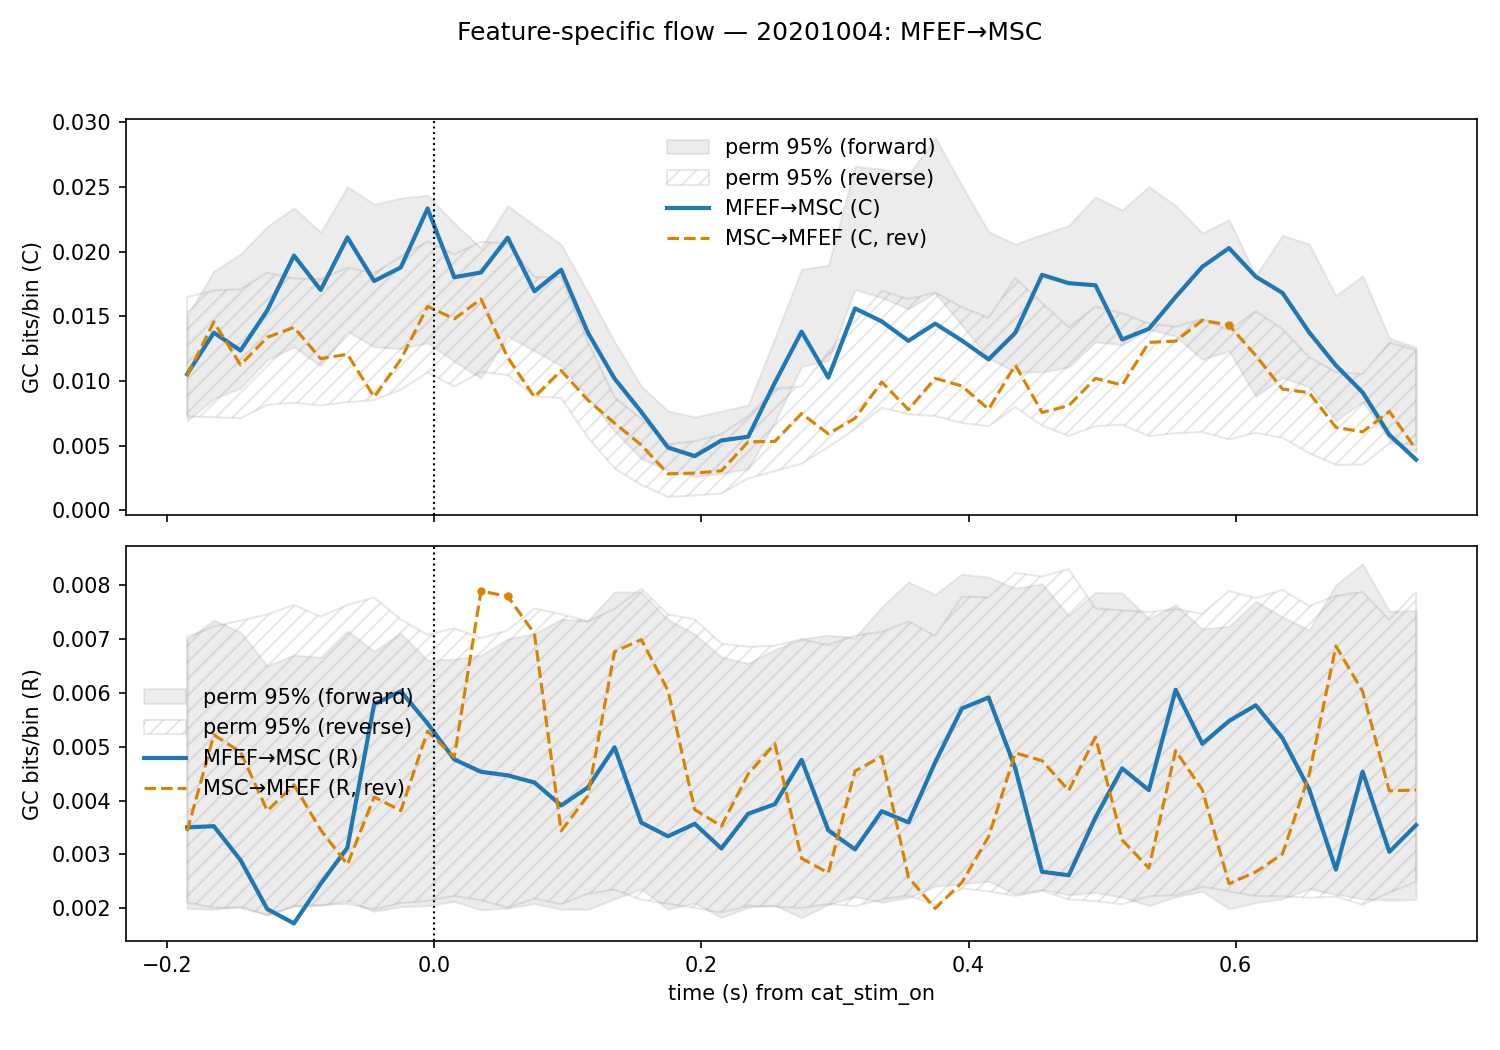 Feature-specific flow — 20201004: MFEF→MSC
0.030
0.025
0.020
0.015
0.010
0.005
0.000
GC bits/bin (C)
perm 95% (forward)
perm 95% (reverse)
MFEF→MSC (C)
MSC→MFEF (C, rev)
0.008
0.007
0.006
0.005
0.004
0.003
0.002
GC bits/bin (R)
perm 95% (forward)
perm 95% (reverse)
MFEF→MSC (R)
MSC→MFEF (R, rev)
−0.2 0.0 0.2 0.4 0.6
time (s) from cat_stim_on